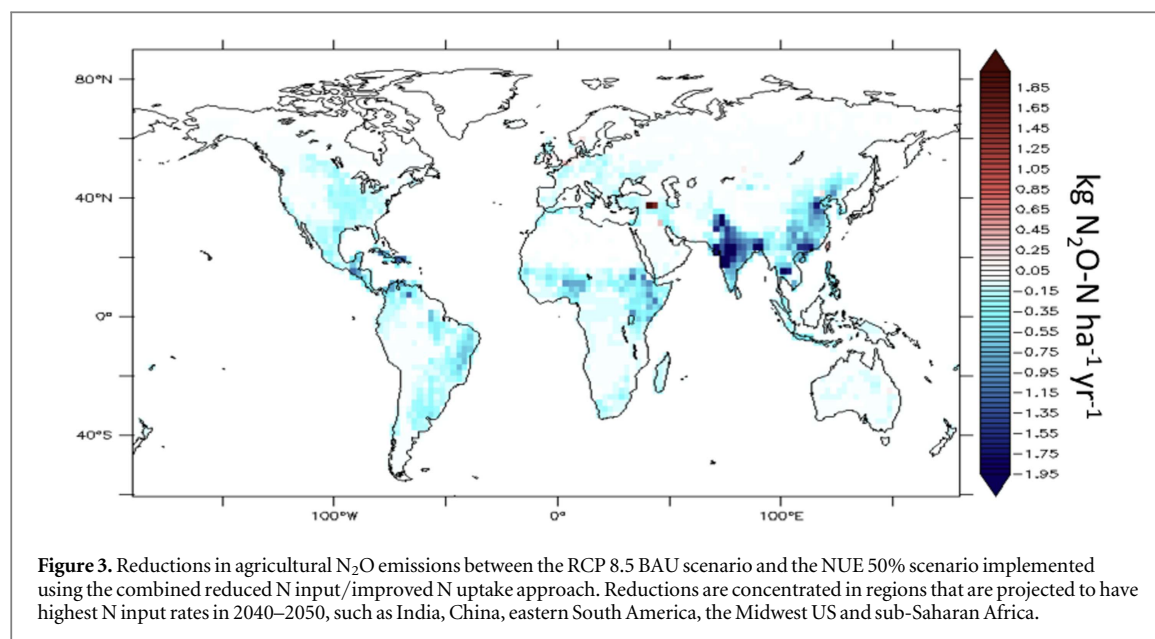 80°N
40°N
0°
40°S
100°W
0°
100°E
1.85
1.65
1.45
1.25
1.05
0.85
0.65
0.45
0.25
0.05
−0.15
−0.35
−0.55
−0.75
−0.95
−1.15
−1.35
−1.55
−1.75
−1.95
kg N₂O-N ha⁻¹ yr⁻¹
Figure 3. Reductions in agricultural N₂O emissions between the RCP 8.5 BAU scenario and the NUE 50% scenario implemented
using the combined reduced N input/improved N uptake approach. Reductions are concentrated in regions that are projected to have
highest N input rates in 2040–2050, such as India, China, eastern South America, the Midwest US and sub-Saharan Africa.